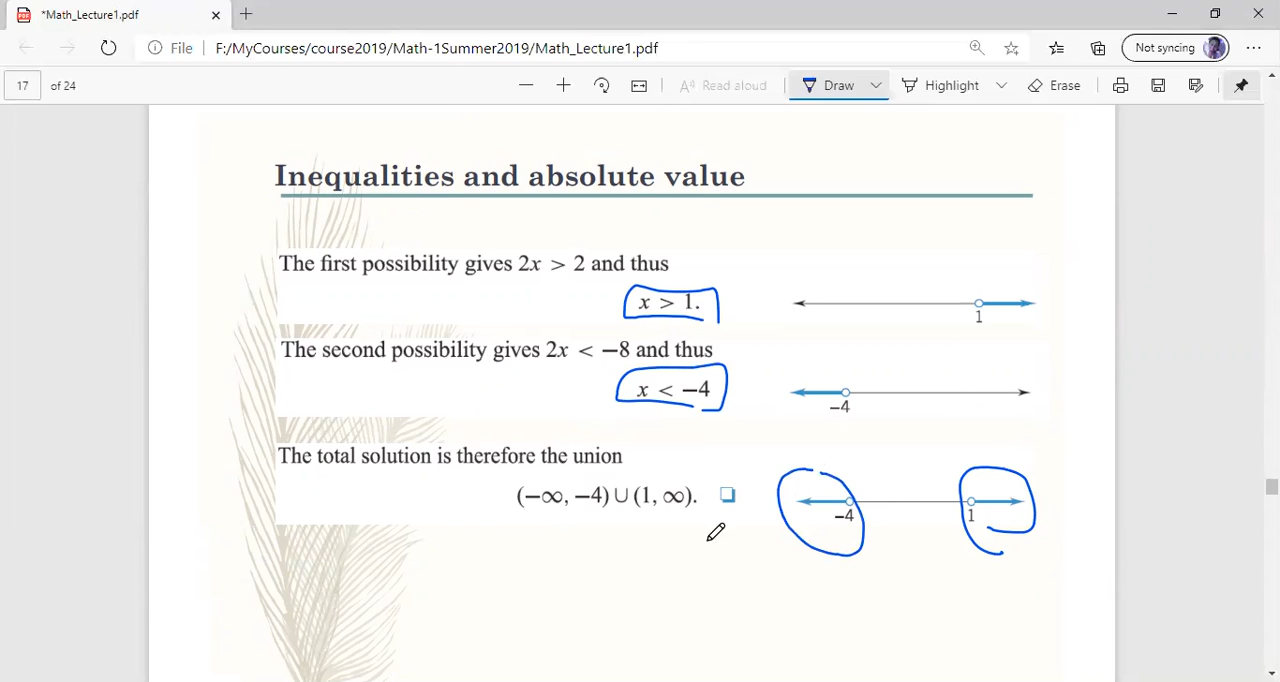 *Math_Lecture1.pdf
File F:/MyCourses/course2019/Math-1Summer2019/Math_Lecture1.pdf Not syncing
17 of 24 Read aloud Draw Highlight Erase
Inequalities and absolute value
The first possibility gives 2x > 2 and thus
x > 1.
1
The second possibility gives 2x < −8 and thus
x < −4
−4
The total solution is therefore the union
(−∞, −4) ∪ (1, ∞).
−4 1